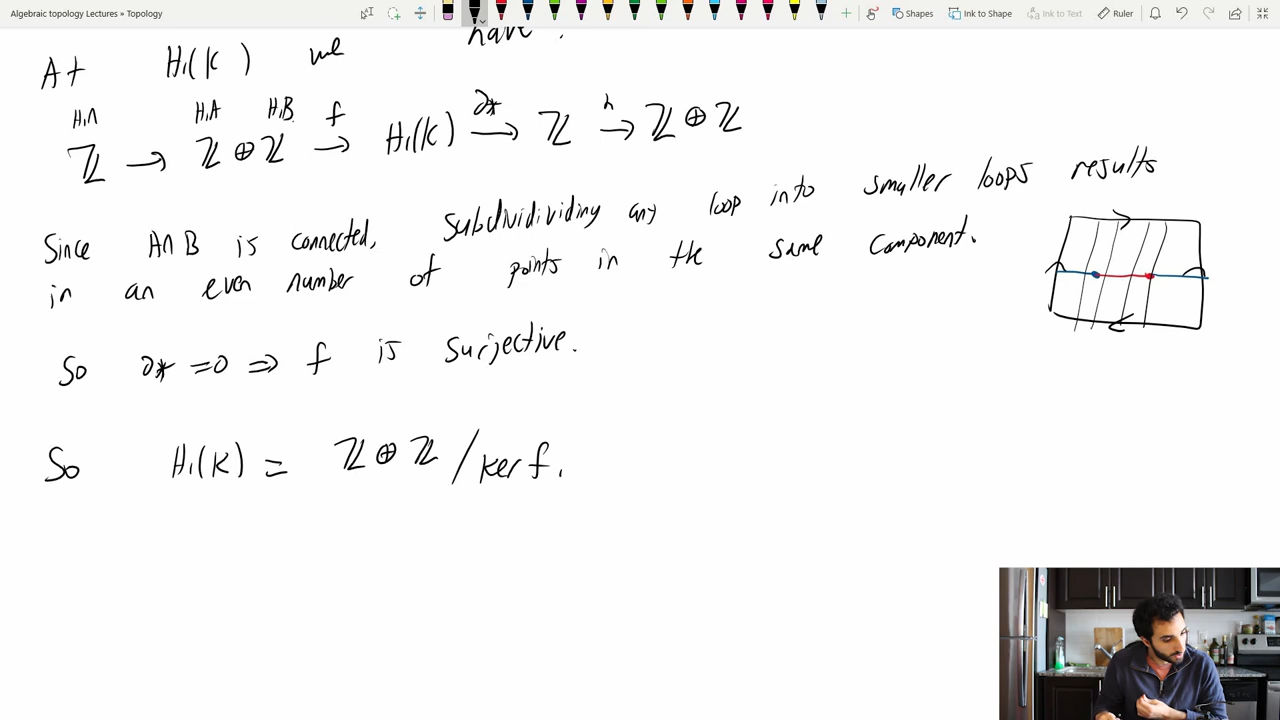 Algebraic topology Lectures » Topology
Shapes Ink to Shape Ink to Text Ruler
have:
At H₁(K) we
H₁∩ H₁A H₁B f ∂* h
ℤ → ℤ ⊕ ℤ → H₁(K) → ℤ → ℤ ⊕ ℤ
Since A∩B is connected, subdividividing any loop into smaller loops results
in an even number of points in the same component.
So ∂* = 0 ⇒ f is surjective.
So H₁(K) = ℤ ⊕ ℤ / ker f.